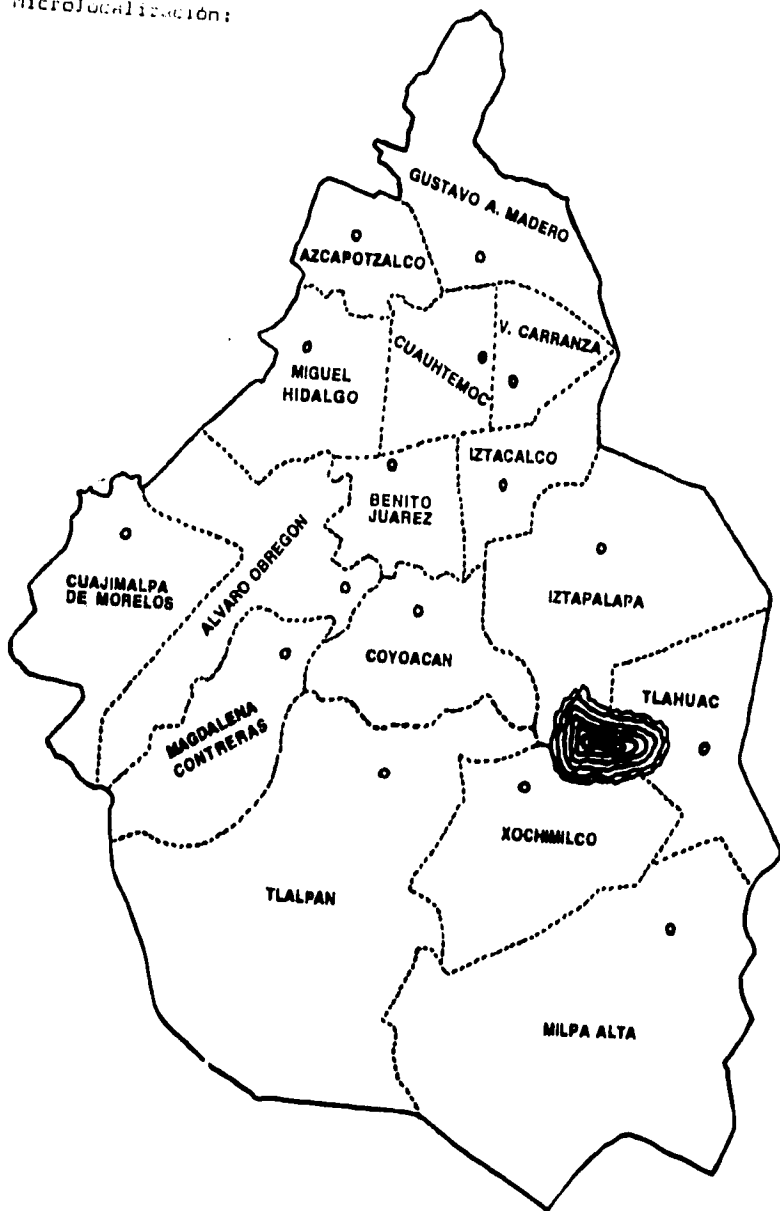 Microlocalización:
GUSTAVO A. MADERO
AZCAPOTZALCO
V. CARRANZA
CUAUHTEMOC
MIGUEL
HIDALGO
IZTACALCO
BENITO
JUAREZ
ALVARO OBREGON
CUAJIMALPA
DE MORELOS
IZTAPALAPA
COYOACAN
TLAHUAC
MAGDALENA
CONTRERAS
XOCHIMILCO
TLALPAN
MILPA ALTA